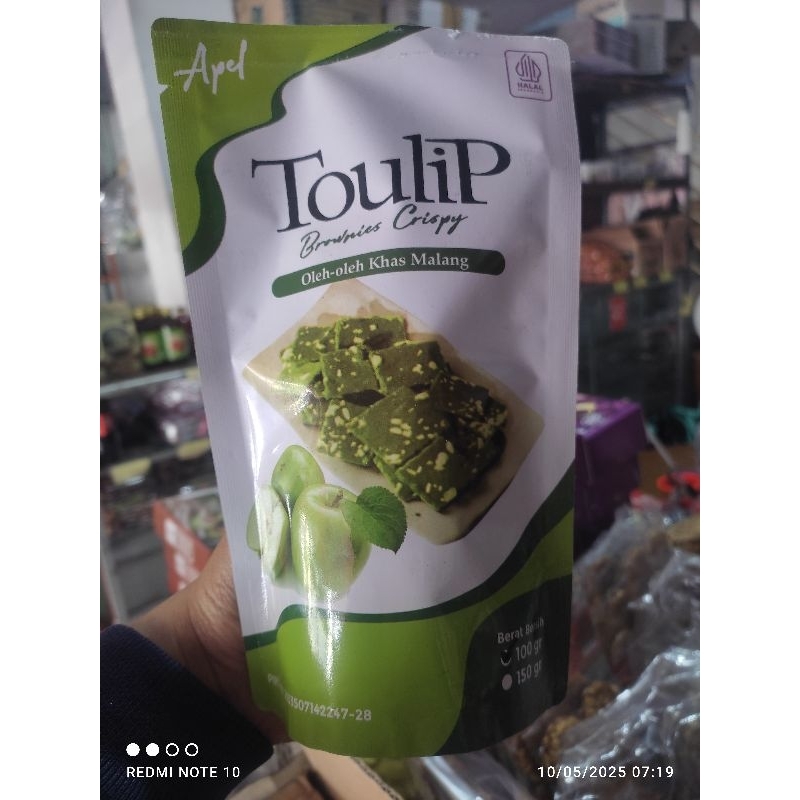 Apel
HALAL
INDONESIA
TouliP
Brownies Crispy
Oleh-oleh Khas Malang
Berat Bersih
100 gr
150 gr
REDMI NOTE 10
10/05/2025 07:19